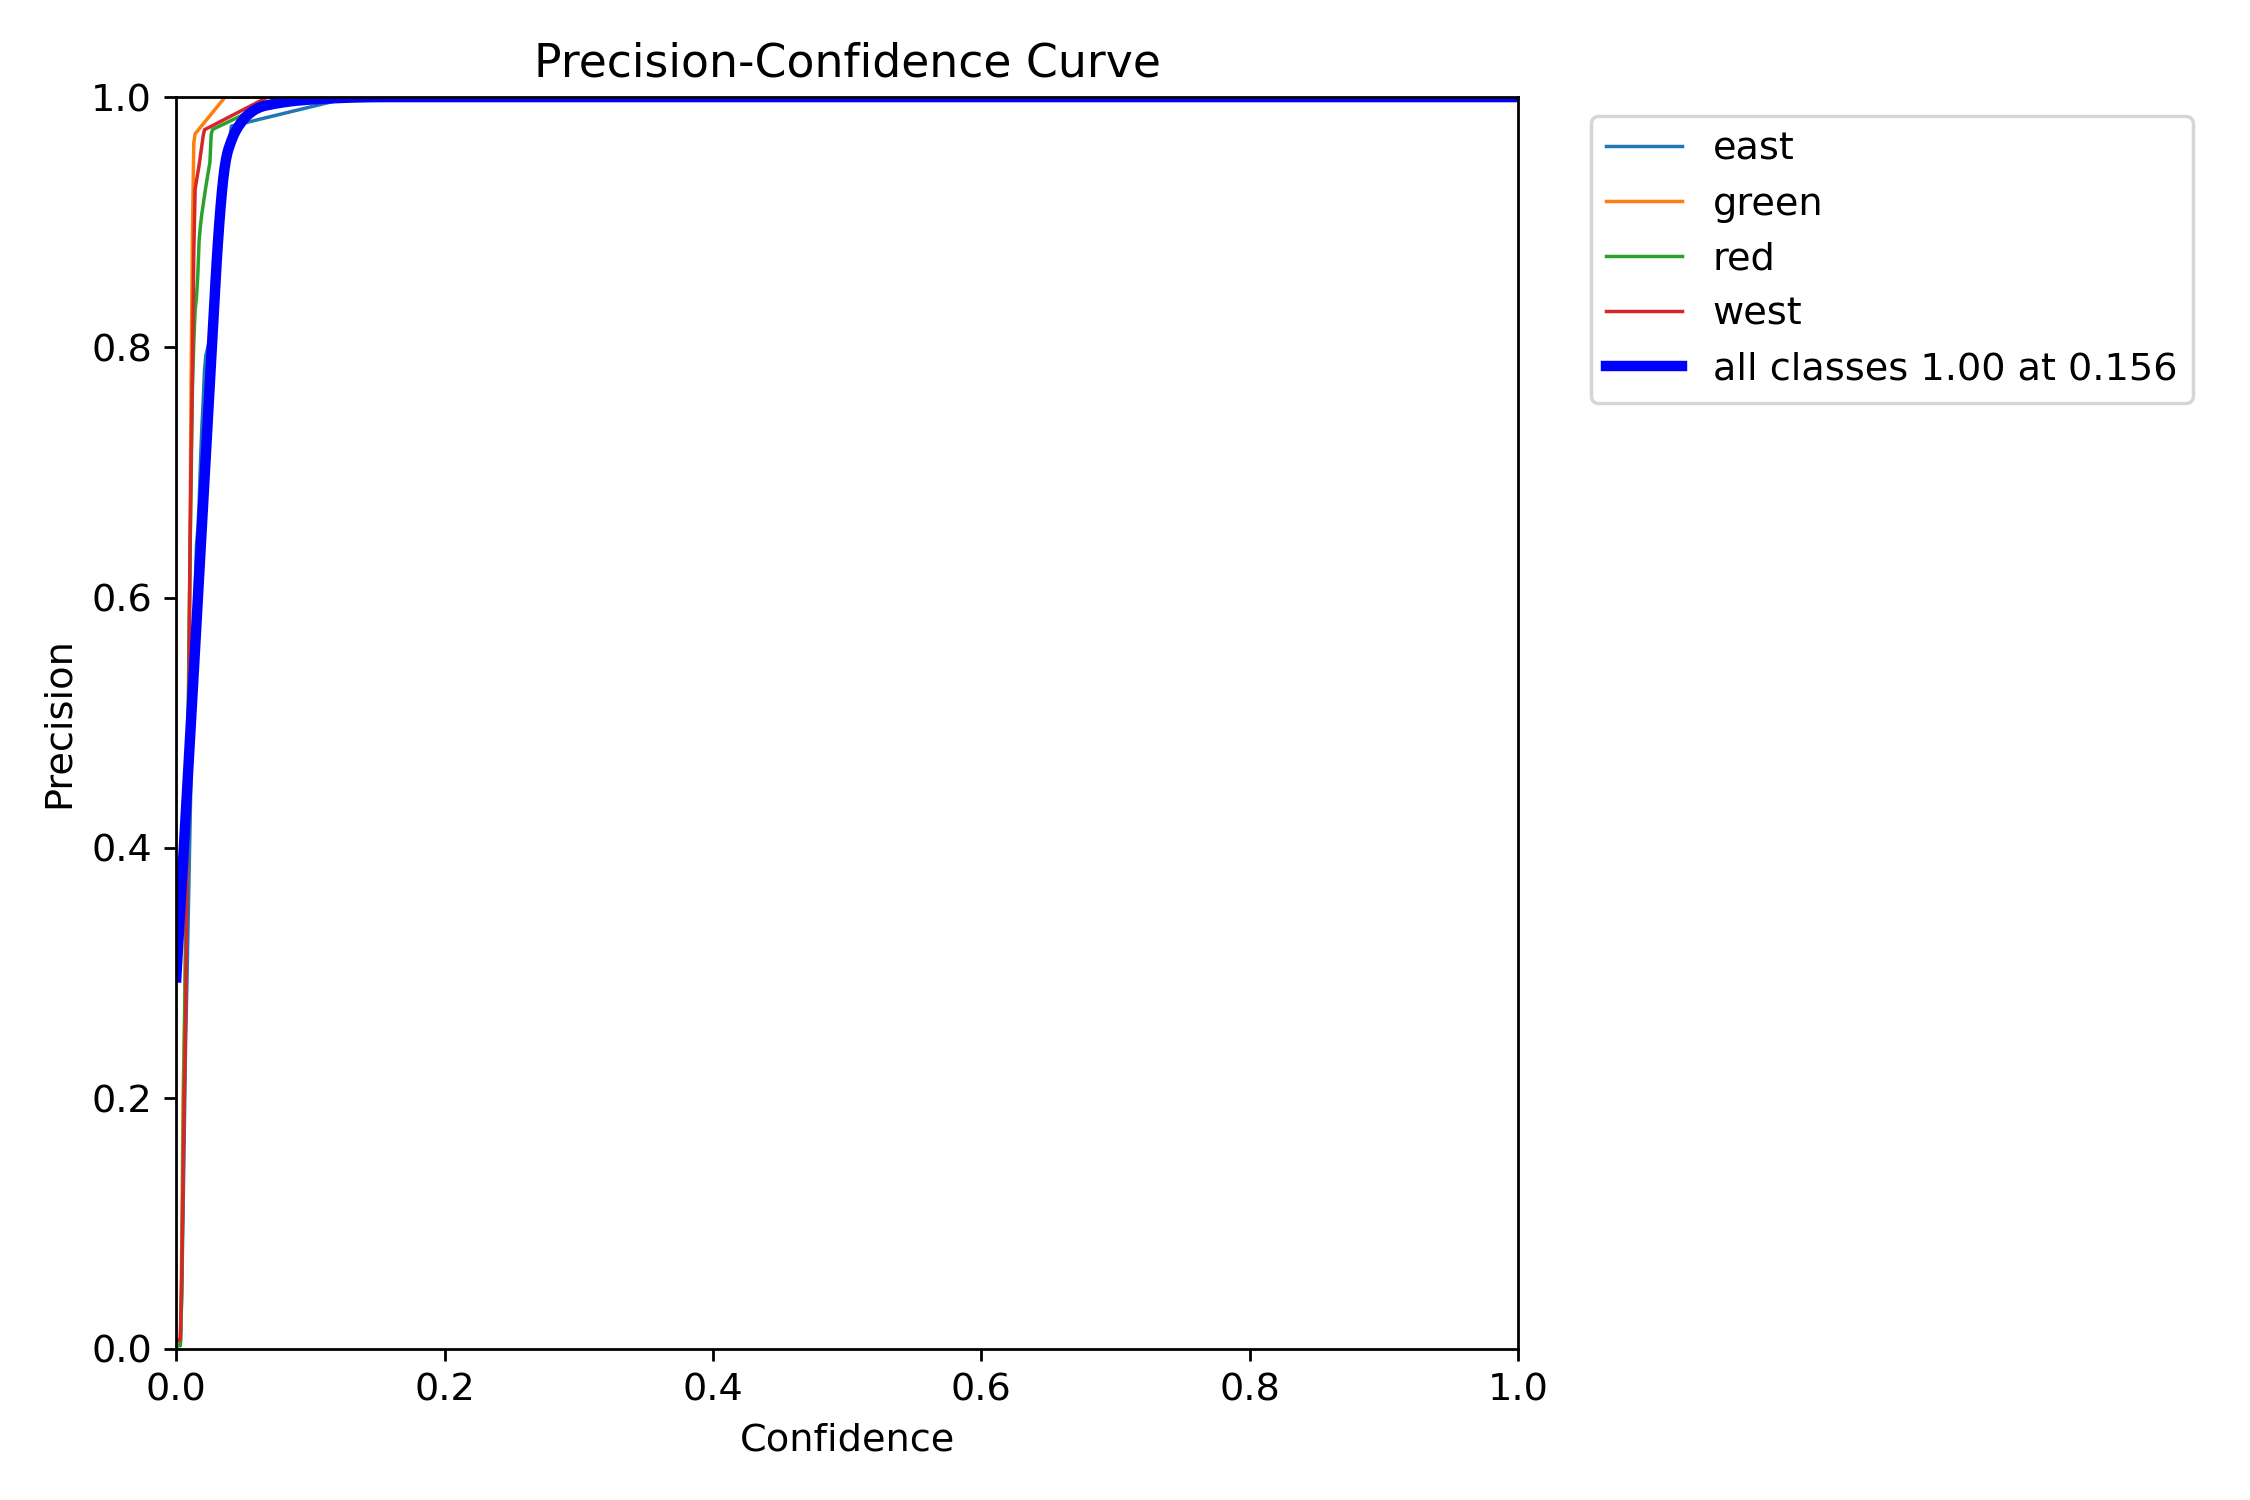 Precision-Confidence Curve
1.0
0.8
0.6
0.4
0.2
0.0
Precision
0.0 0.2 0.4 0.6 0.8 1.0
Confidence
east
green
red
west
all classes 1.00 at 0.156